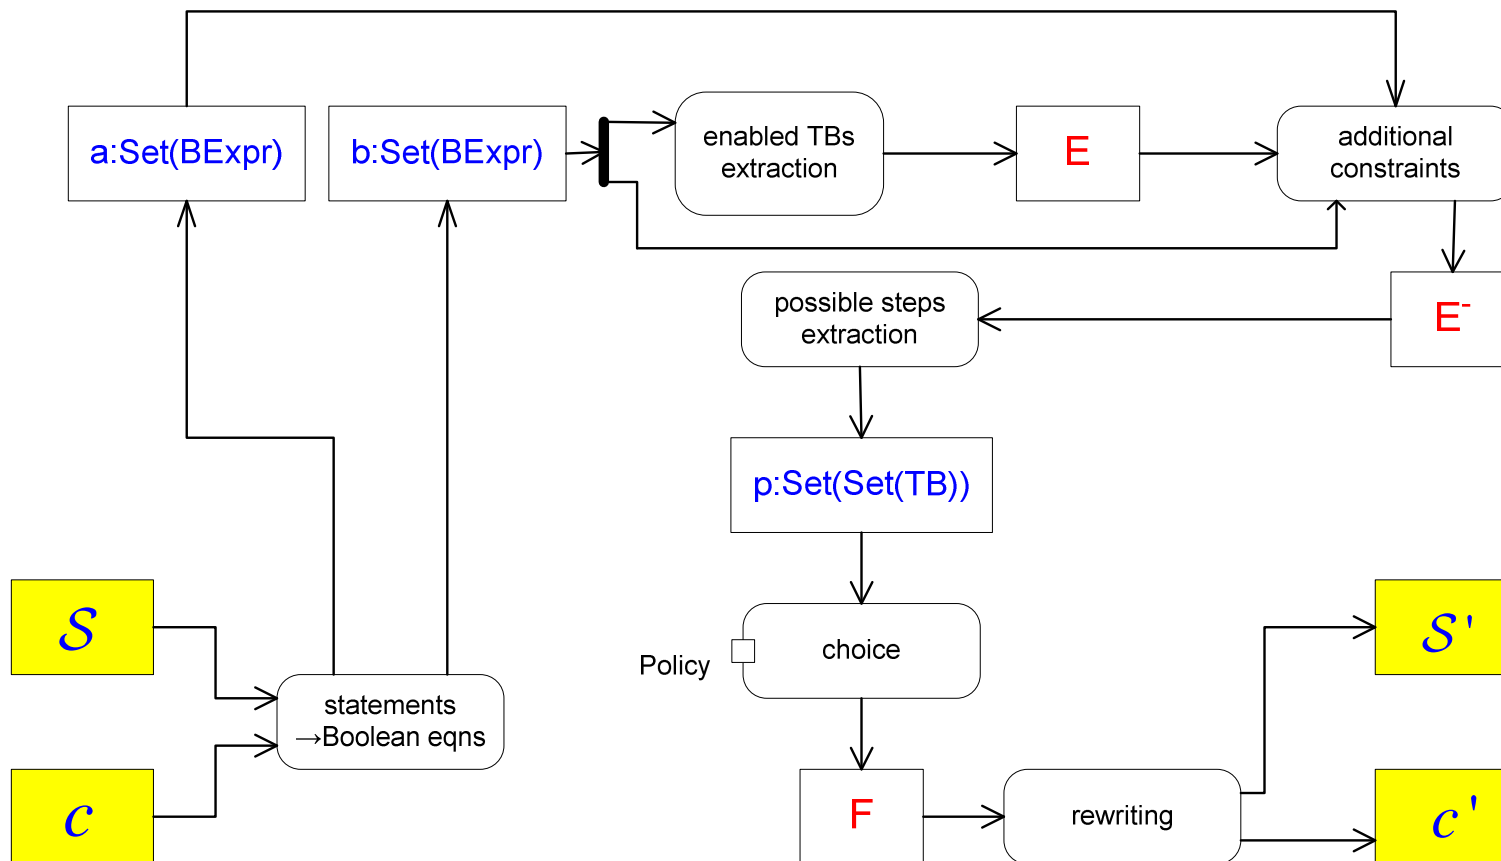 a:Set(BExpr)
b:Set(BExpr)
enabled TBs
extraction
E
additional
constraints
possible steps
extraction
E-
p:Set(Set(TB))
S
Policy
choice
S'
statements
→Boolean eqns
c
F
rewriting
c'